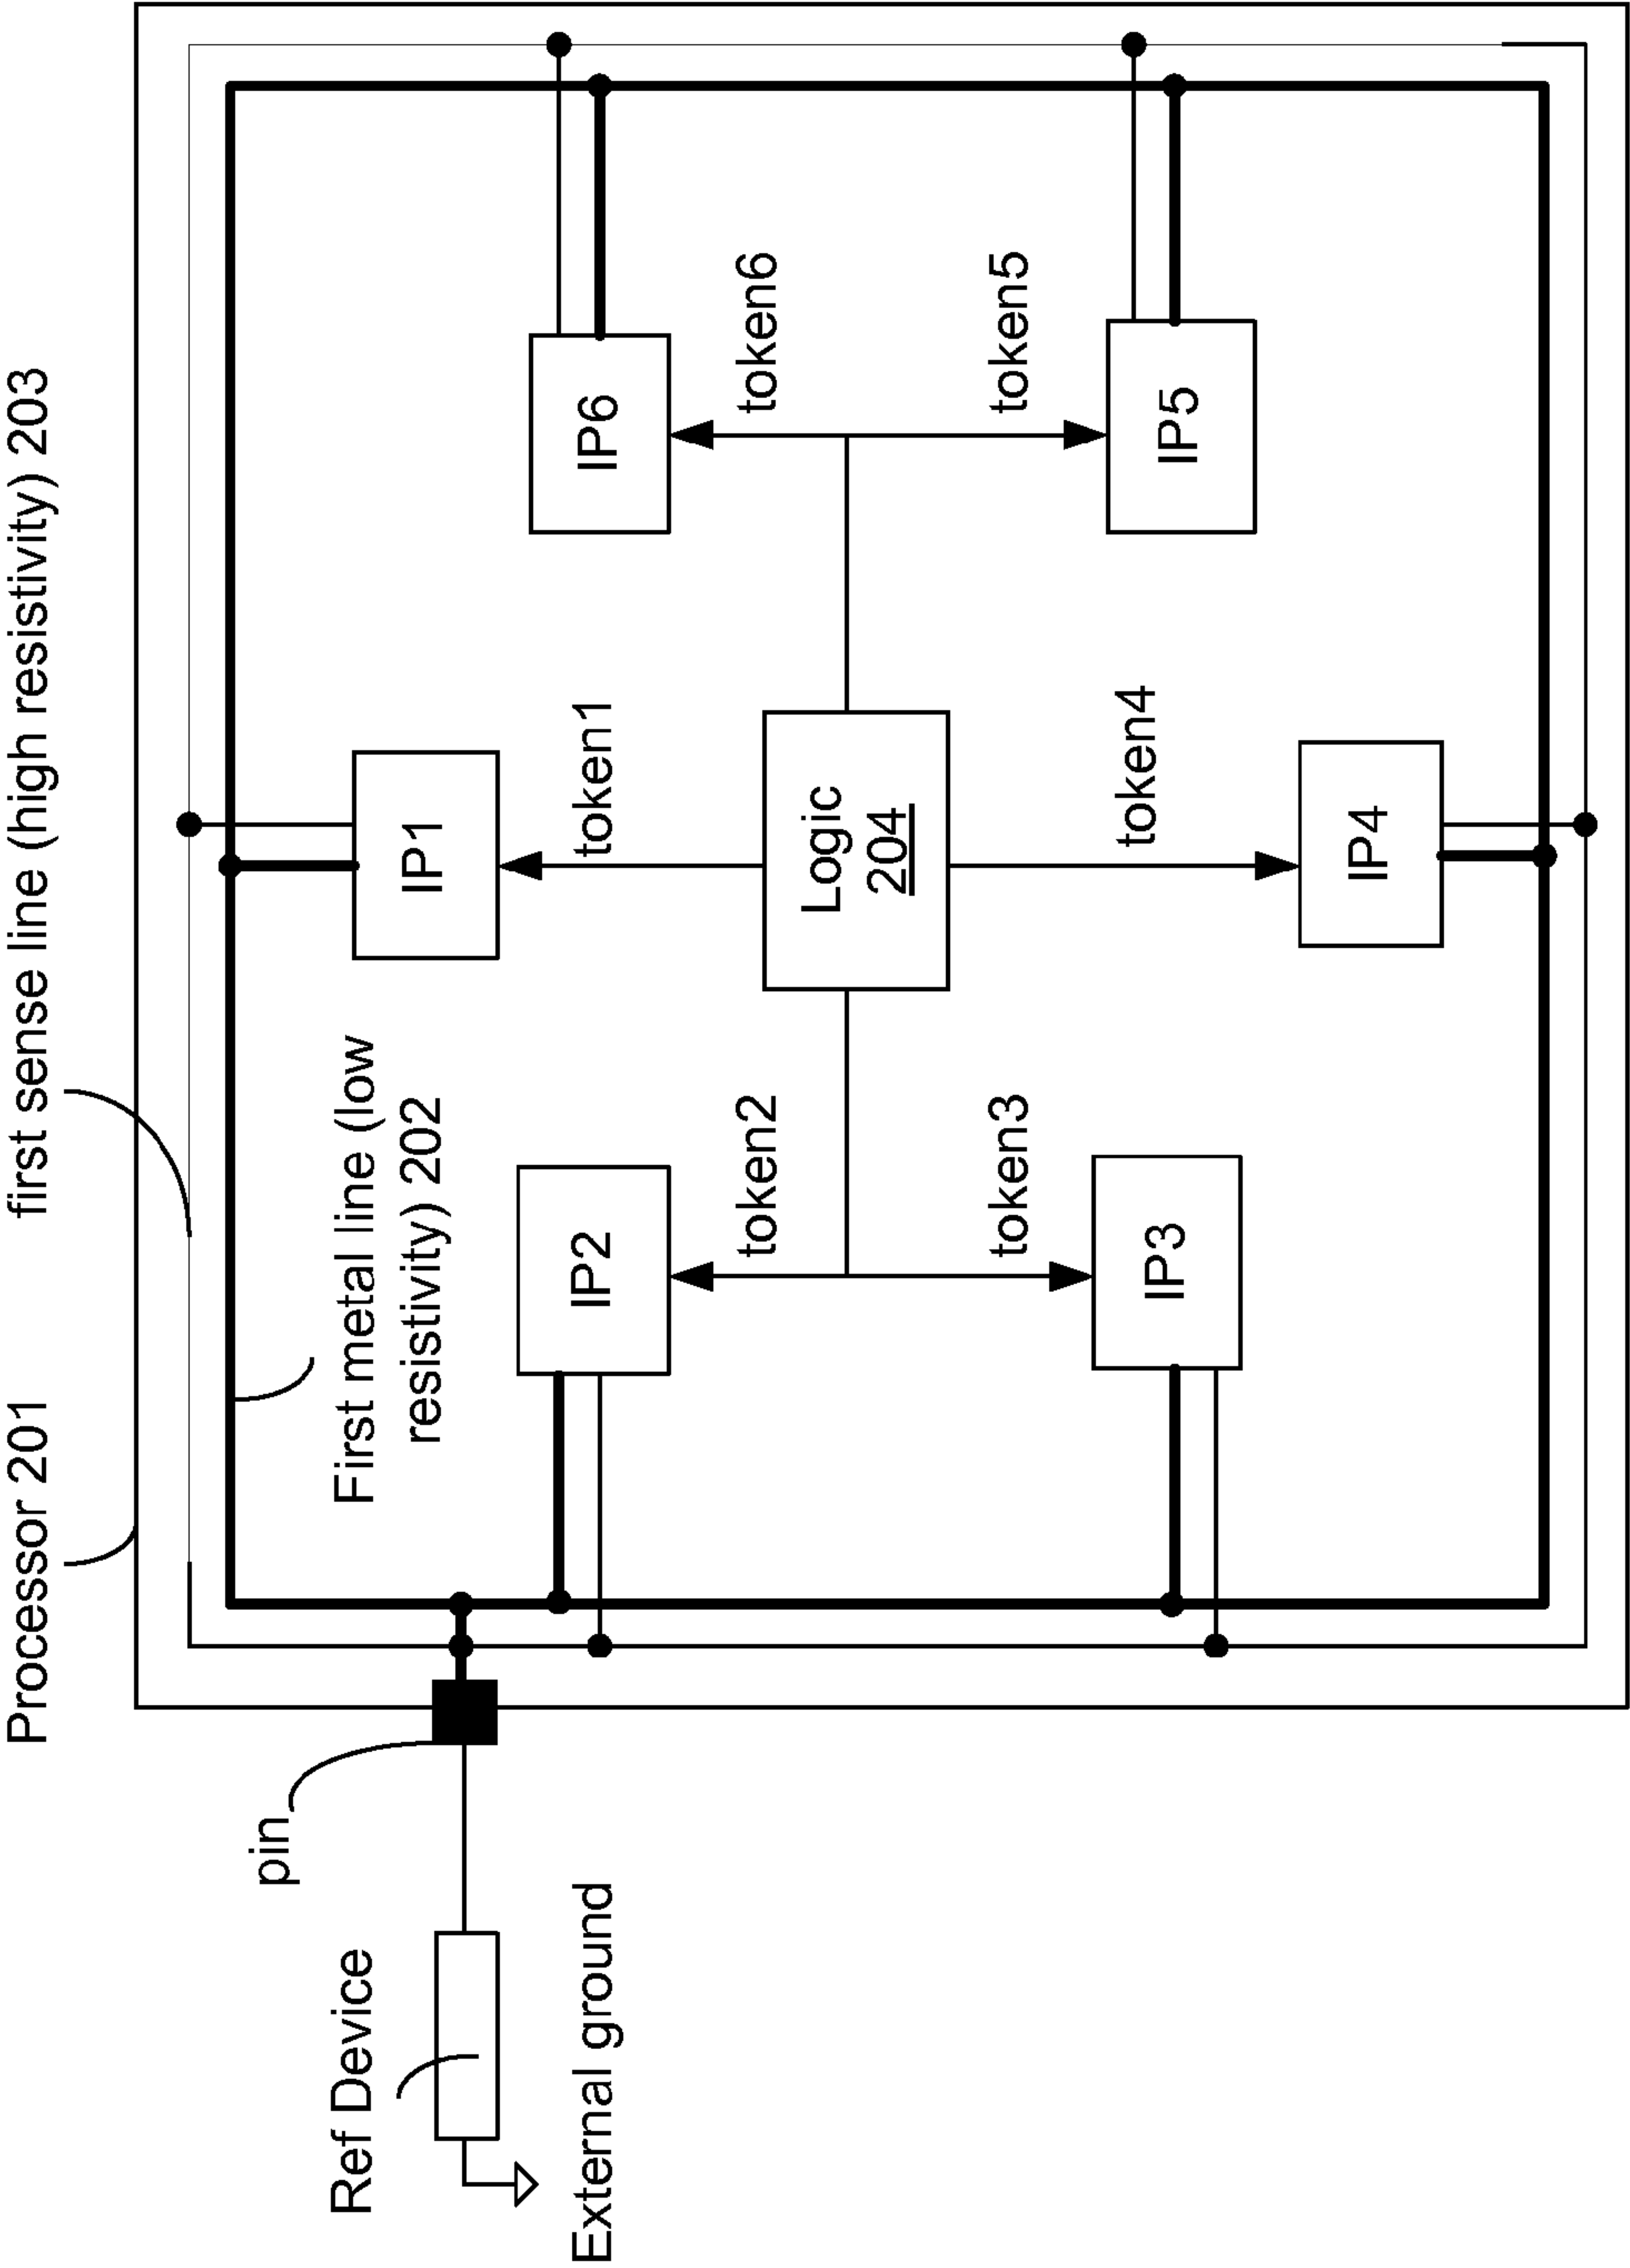 Processor 201
first sense line (high resistivity) 203
First metal line (low
resistivity) 202
pin
Ref Device
External ground
IP1
IP2
IP3
IP4
IP5
IP6
token1
token2
token3
token4
token5
token6
Logic
204